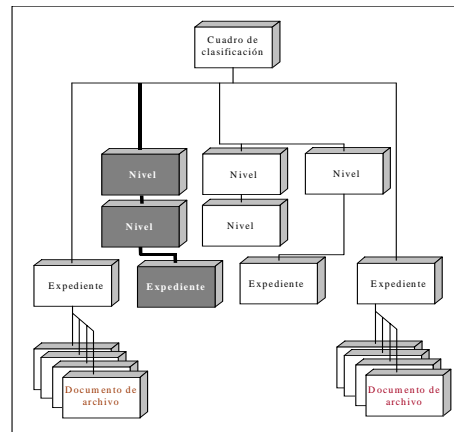 Cuadro de
clasificación
Nivel
Nivel
Nivel
Nivel
Nivel
Expediente
Expediente
Expediente
Expediente
Documento de
archivo
Documento de
archivo